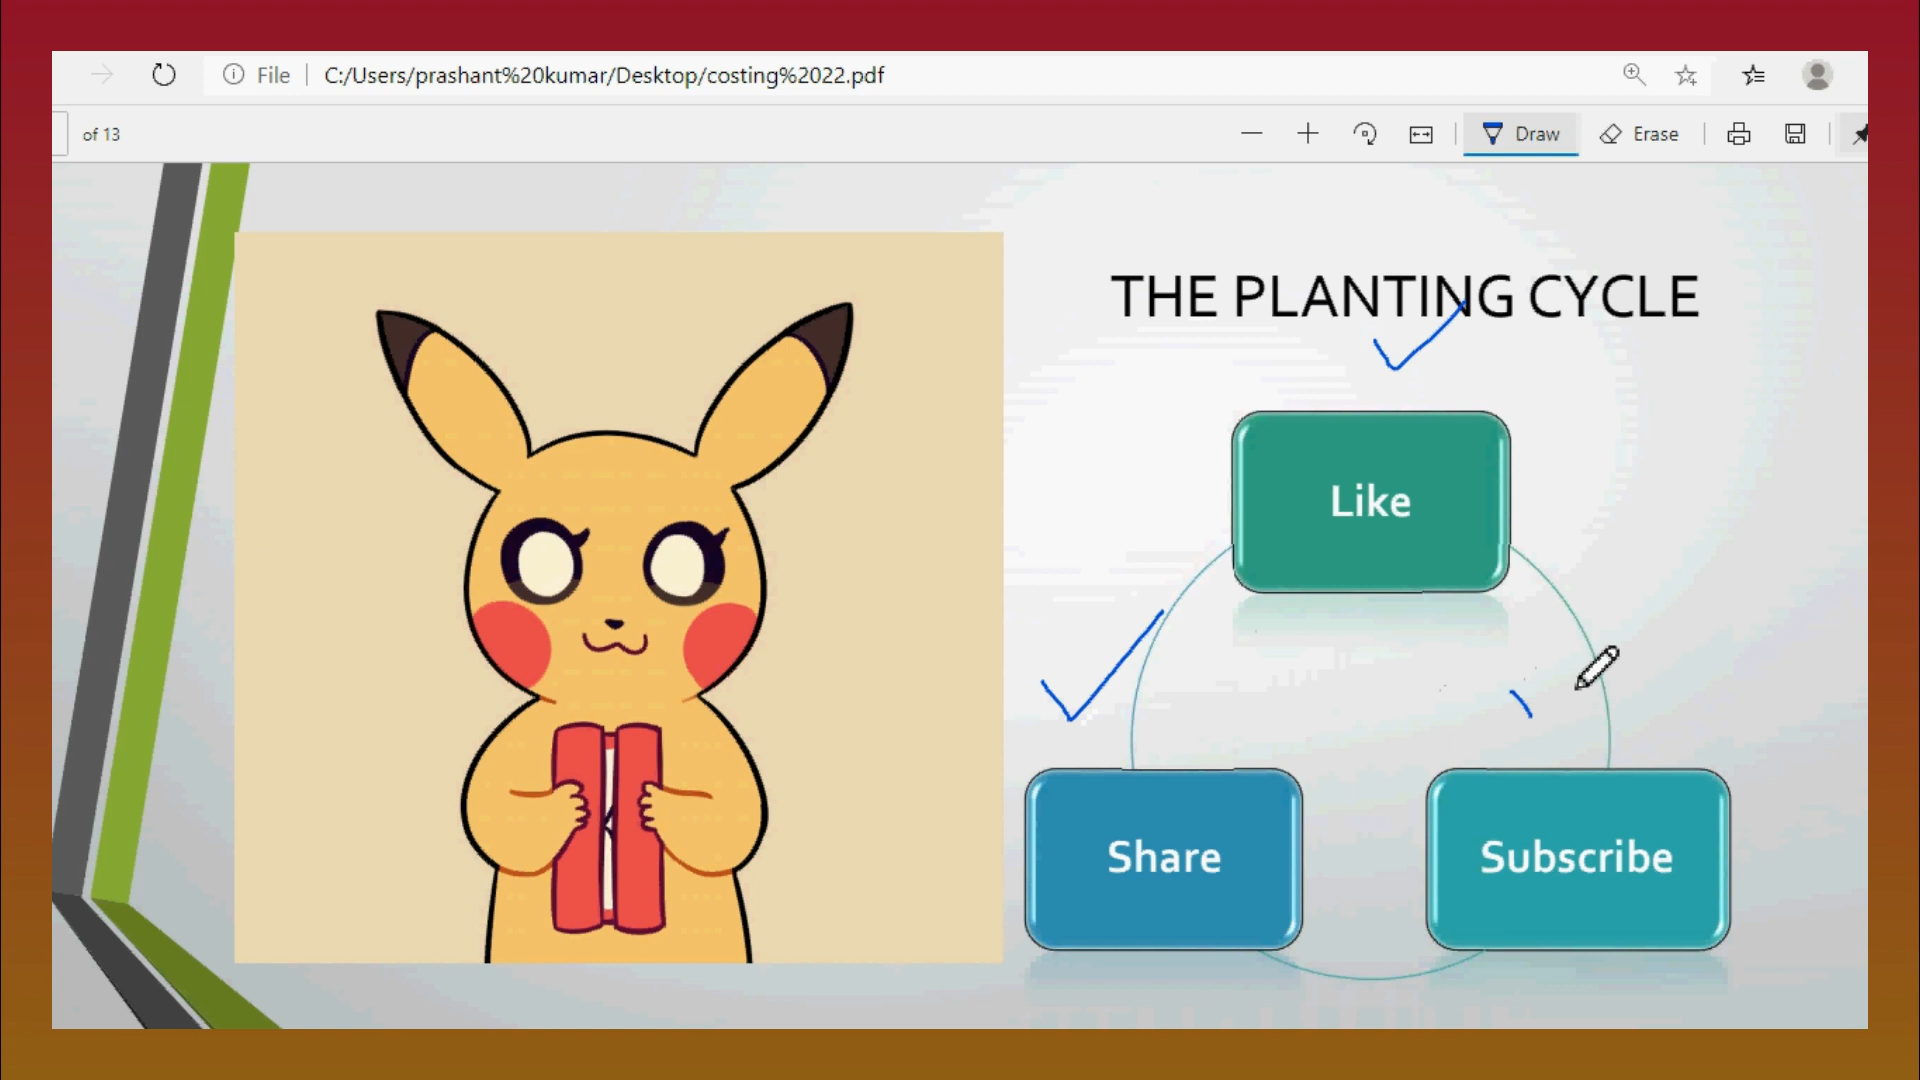 File C:/Users/prashant%20kumar/Desktop/costing%2022.pdf
of 13
Draw
Erase
THE PLANTING CYCLE
Like
Share
Subscribe